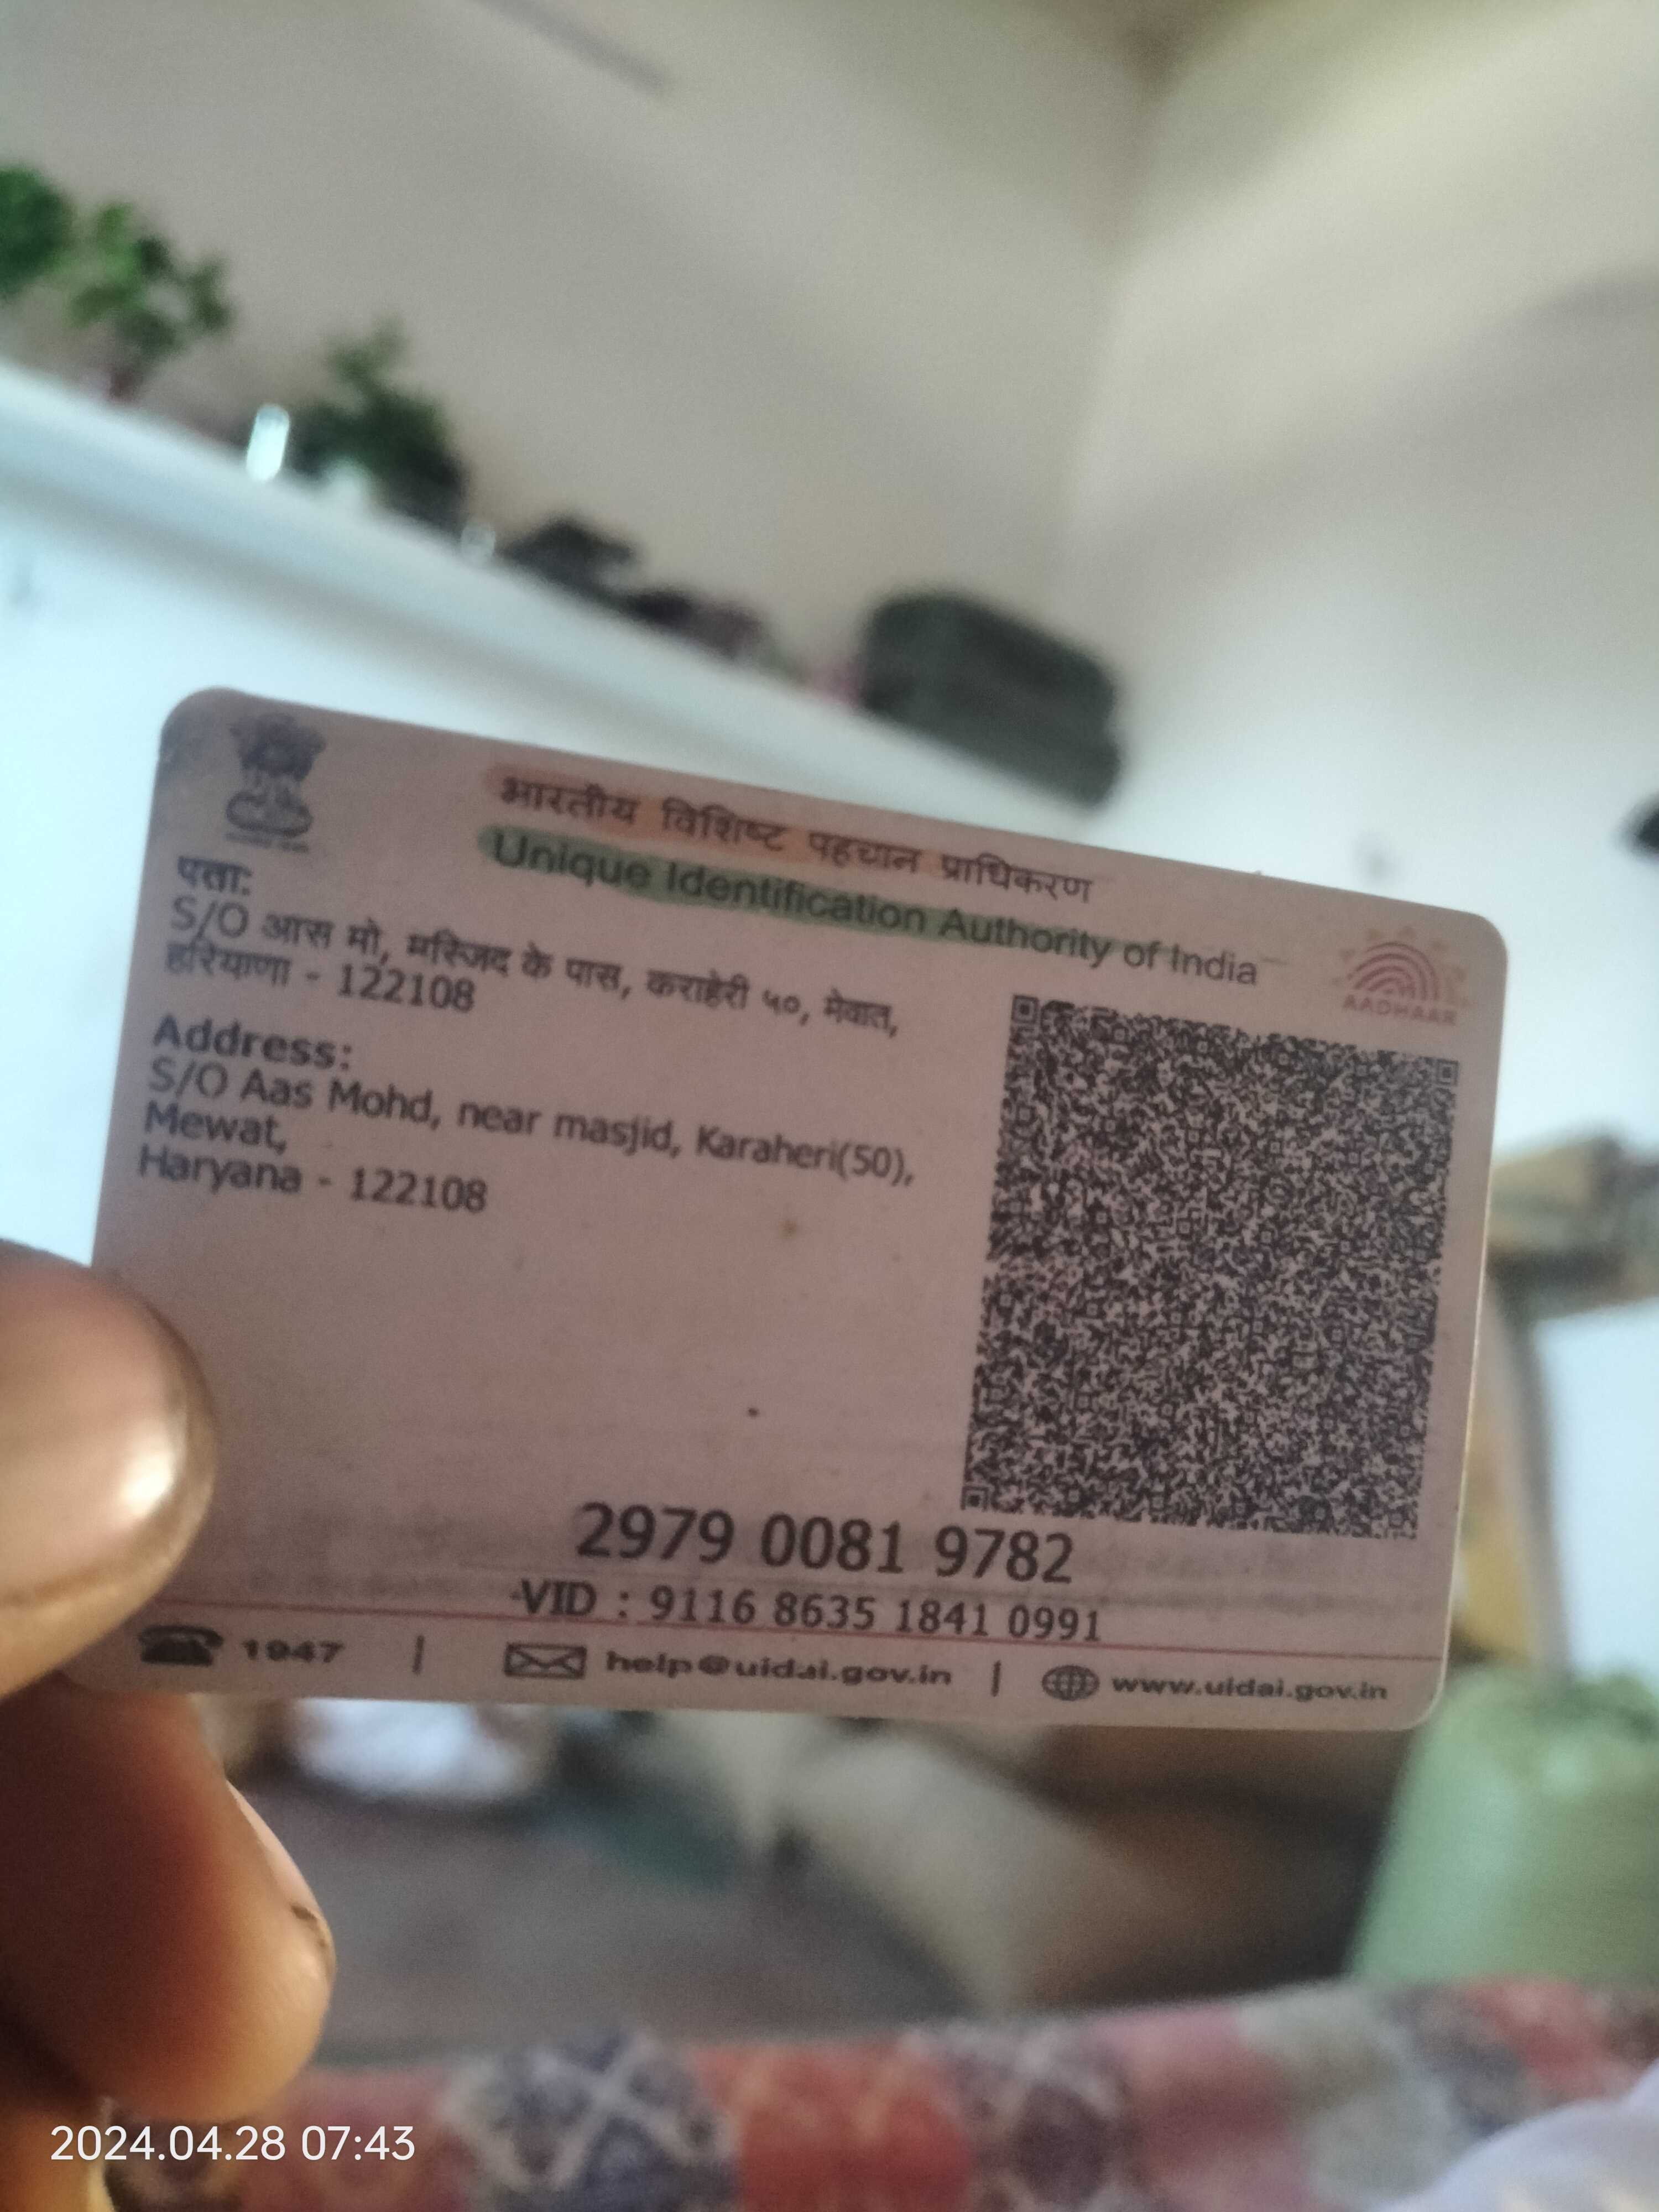 भारतीय विशिष्ट पहचान प्राधिकरण
Unique Identification Authority of India
AADHAAR
पता:
S/O आस मो, मस्जिद के पास, कराहेरी ५०, मेवात,
हरियाणा - 122108
Address:
S/O Aas Mohd, near masjid, Karaheri(50),
Mewat,
Haryana - 122108
2979 0081 9782
VID : 9116 8635 1841 0991
1947 | help@uidai.gov.in | www.uidai.gov.in
2024.04.28 07:43